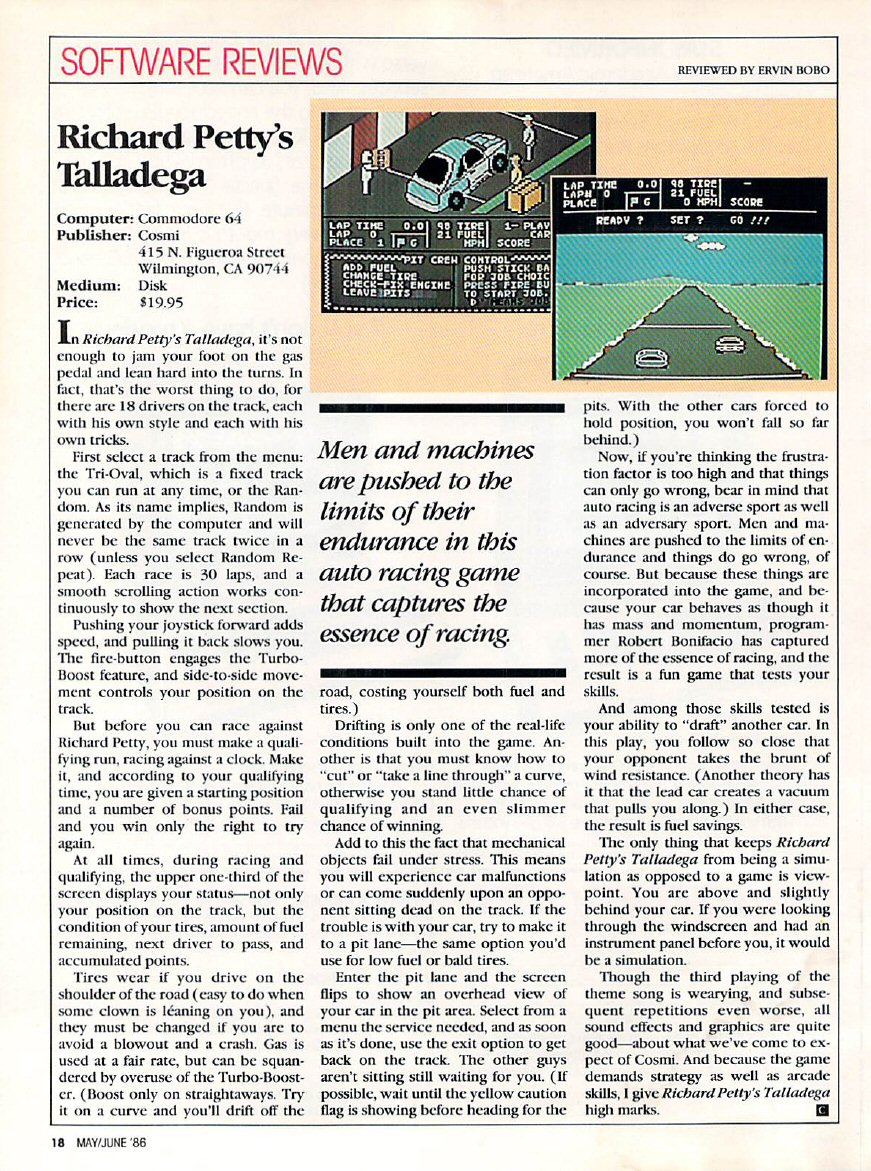 SOFTWARE REVIEWS
REVIEWED BY ERVIN BOBO
Richard Petty's
Talladega
Computer: Commodore 64
Publisher: Cosmi
415 N. Figueroa Street
Wilmington, CA 90744
Medium: Disk
Price: $19.95
In Richard Petty's Talladega, it's not
enough to jam your foot on the gas
pedal and lean hard into the turns. In
fact, that's the worst thing to do, for
there are 18 drivers on the track, each
with his own style and each with his
own tricks.
First select a track from the menu:
the Tri-Oval, which is a fixed track
you can run at any time, or the Ran-
dom. As its name implies, Random is
generated by the computer and will
never be the same track twice in a
row (unless you select Random Re-
peat). Each race is 30 laps, and a
smooth scrolling action works con-
tinuously to show the next section.
Pushing your joystick forward adds
speed, and pulling it back slows you.
The fire-button engages the Turbo-
Boost feature, and side-to-side move-
ment controls your position on the
track.
But before you can race against
Richard Petty, you must make a quali-
fying run, racing against a clock. Make
it, and according to your qualifying
time, you are given a starting position
and a number of bonus points. Fail
and you win only the right to try
again.
At all times, during racing and
qualifying, the upper one-third of the
screen displays your status—not only
your position on the track, but the
condition of your tires, amount of fuel
remaining, next driver to pass, and
accumulated points.
Tires wear if you drive on the
shoulder of the road (easy to do when
some clown is léaning on you), and
they must be changed if you are to
avoid a blowout and a crash. Gas is
used at a fair rate, but can be squan-
dered by overuse of the Turbo-Boost-
er. (Boost only on straightaways. Try
it on a curve and you'll drift off the
LAP TIME 0.0 98 TIRE 1- PLAY
LAP 0 21 FUEL CAR
PLACE 1 G MPH SCORE
PIT CREW CONTROL
ADD FUEL PUSH STICK BA
CHANGE TIRE FOR JOB CHOIC
CHECK-FIX ENGINE PRESS FIRE BU
LEAVE PITS TO START JOB.
D' MEANS JOB
LAP TIME 0.0 98 TIRE -
LAP# 0 21 FUEL
PLACE G 0 MPH SCORE
READY ? SET ? GO !!!
Men and machines
are pushed to the
limits of their
endurance in this
auto racing game
that captures the
essence of racing.
road, costing yourself both fuel and
tires.)
Drifting is only one of the real-life
conditions built into the game. An-
other is that you must know how to
"cut" or "take a line through" a curve,
otherwise you stand little chance of
qualifying and an even slimmer
chance of winning.
Add to this the fact that mechanical
objects fail under stress. This means
you will experience car malfunctions
or can come suddenly upon an oppo-
nent sitting dead on the track. If the
trouble is with your car, try to make it
to a pit lane—the same option you'd
use for low fuel or bald tires.
Enter the pit lane and the screen
flips to show an overhead view of
your car in the pit area. Select from a
menu the service needed, and as soon
as it's done, use the exit option to get
back on the track. The other guys
aren't sitting still waiting for you. (If
possible, wait until the yellow caution
flag is showing before heading for the
pits. With the other cars forced to
hold position, you won't fall so far
behind.)
Now, if you're thinking the frustra-
tion factor is too high and that things
can only go wrong, bear in mind that
auto racing is an adverse sport as well
as an adversary sport. Men and ma-
chines are pushed to the limits of en-
durance and things do go wrong, of
course. But because these things are
incorporated into the game, and be-
cause your car behaves as though it
has mass and momentum, program-
mer Robert Bonifacio has captured
more of the essence of racing, and the
result is a fun game that tests your
skills.
And among those skills tested is
your ability to "draft" another car. In
this play, you follow so close that
your opponent takes the brunt of
wind resistance. (Another theory has
it that the lead car creates a vacuum
that pulls you along.) In either case,
the result is fuel savings.
The only thing that keeps Richard
Petty's Talladega from being a simu-
lation as opposed to a game is view-
point. You are above and slightly
behind your car. If you were looking
through the windscreen and had an
instrument panel before you, it would
be a simulation.
Though the third playing of the
theme song is wearying, and subse-
quent repetitions even worse, all
sound effects and graphics are quite
good—about what we've come to ex-
pect of Cosmi. And because the game
demands strategy as well as arcade
skills, I give Richard Petty's Talladega
high marks. C
18 MAY/JUNE '86